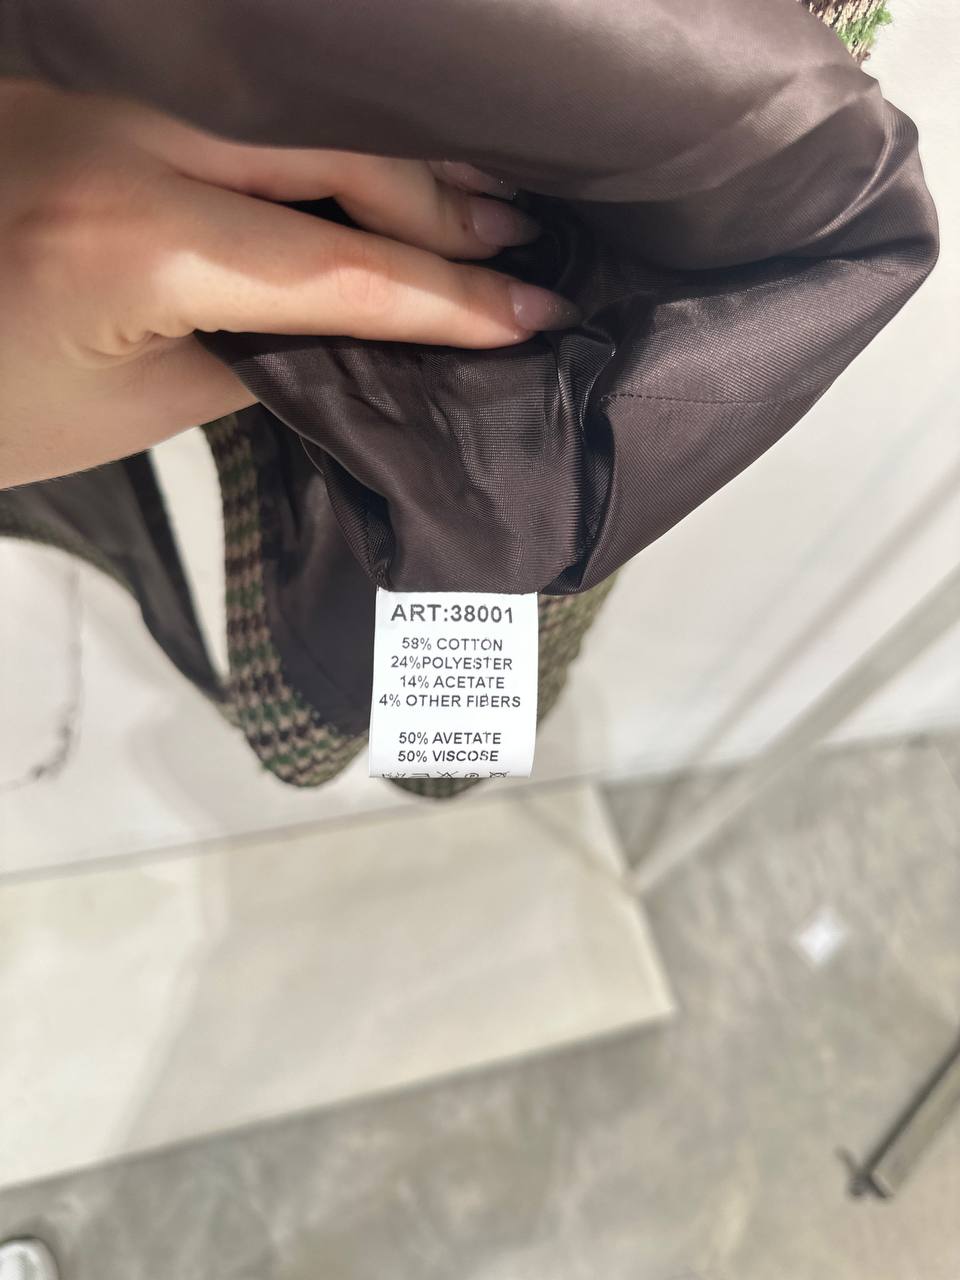 ART:38001
58% COTTON
24%POLYESTER
14% ACETATE
4% OTHER FIBERS
50% AVETATE
50% VISCOSE